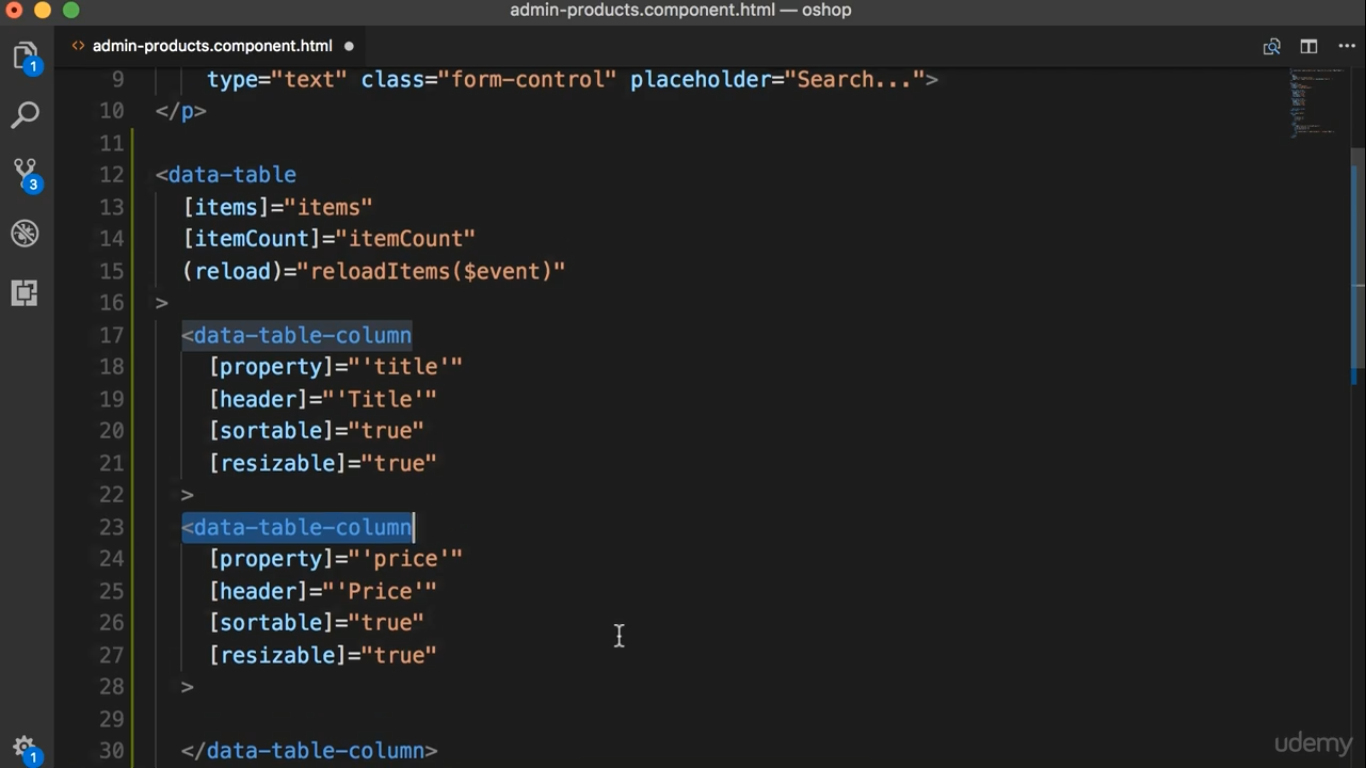 admin-products.component.html — oshop
<> admin-products.component.html ●
1
3
1
9 type="text" class="form-control" placeholder="Search...">
10 </p>
11
12 <data-table
13 [items]="items"
14 [itemCount]="itemCount"
15 (reload)="reloadItems($event)"
16 >
17 <data-table-column
18 [property]="'title'"
19 [header]="'Title'"
20 [sortable]="true"
21 [resizable]="true"
22 >
23 <data-table-column
24 [property]="'price'"
25 [header]="'Price'"
26 [sortable]="true"
27 [resizable]="true"
28 >
29
30 </data-table-column>
udemy